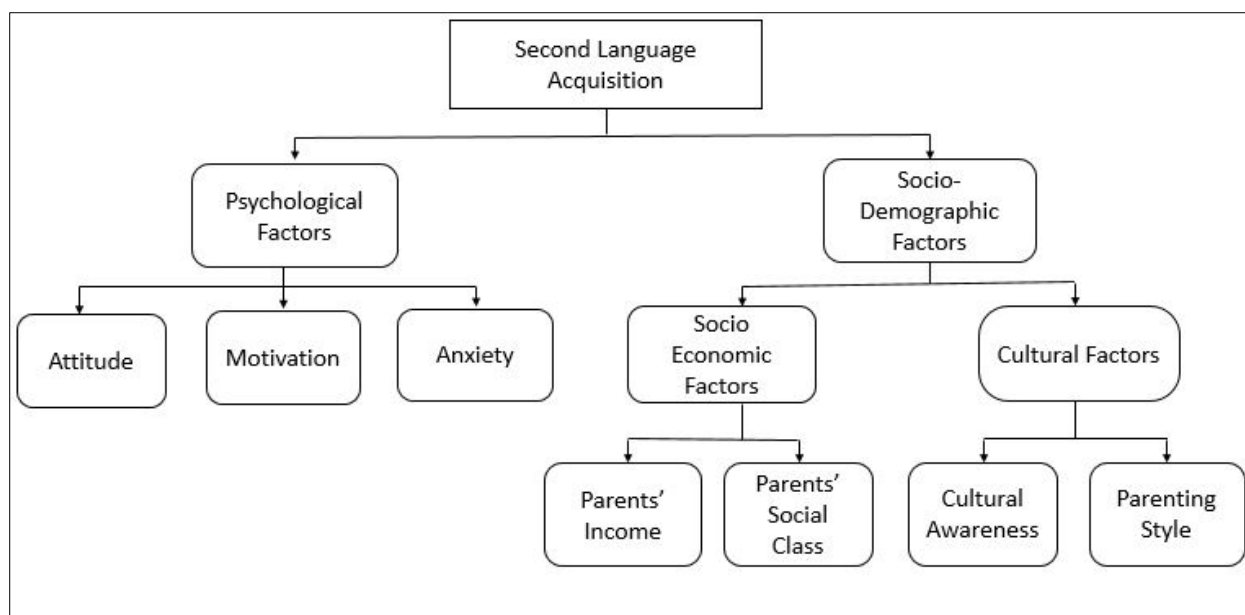 Second Language
Acquisition
Psychological
Factors
Socio-
Demographic
Factors
Attitude
Motivation
Anxiety
Socio
Economic
Factors
Cultural Factors
Parents’
Income
Parents’
Social
Class
Cultural
Awareness
Parenting
Style